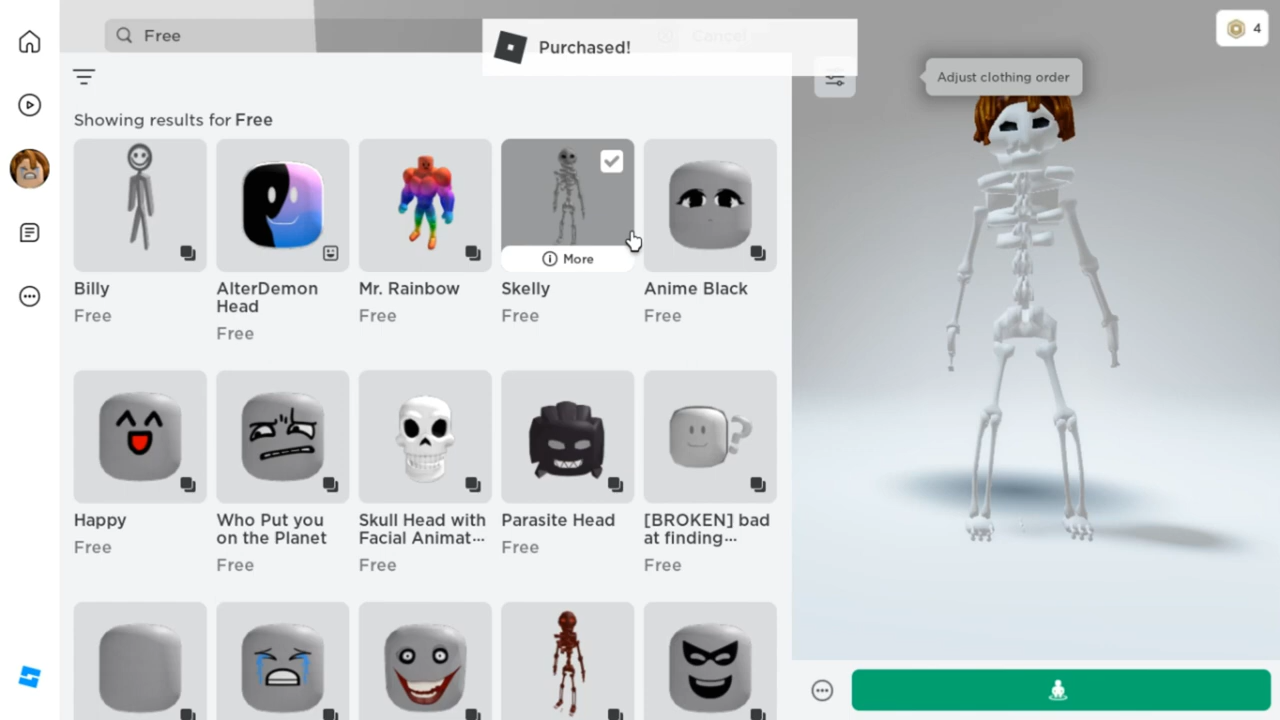 Free
Cancel
Purchased!
4
Adjust clothing order
Showing results for Free
More
Billy
Free
AlterDemon
Head
Free
Mr. Rainbow
Free
Skelly
Free
Anime Black
Free
Happy
Free
Who Put you
on the Planet
Free
Skull Head with
Facial Animat...
Free
Parasite Head
Free
[BROKEN] bad
at finding...
Free